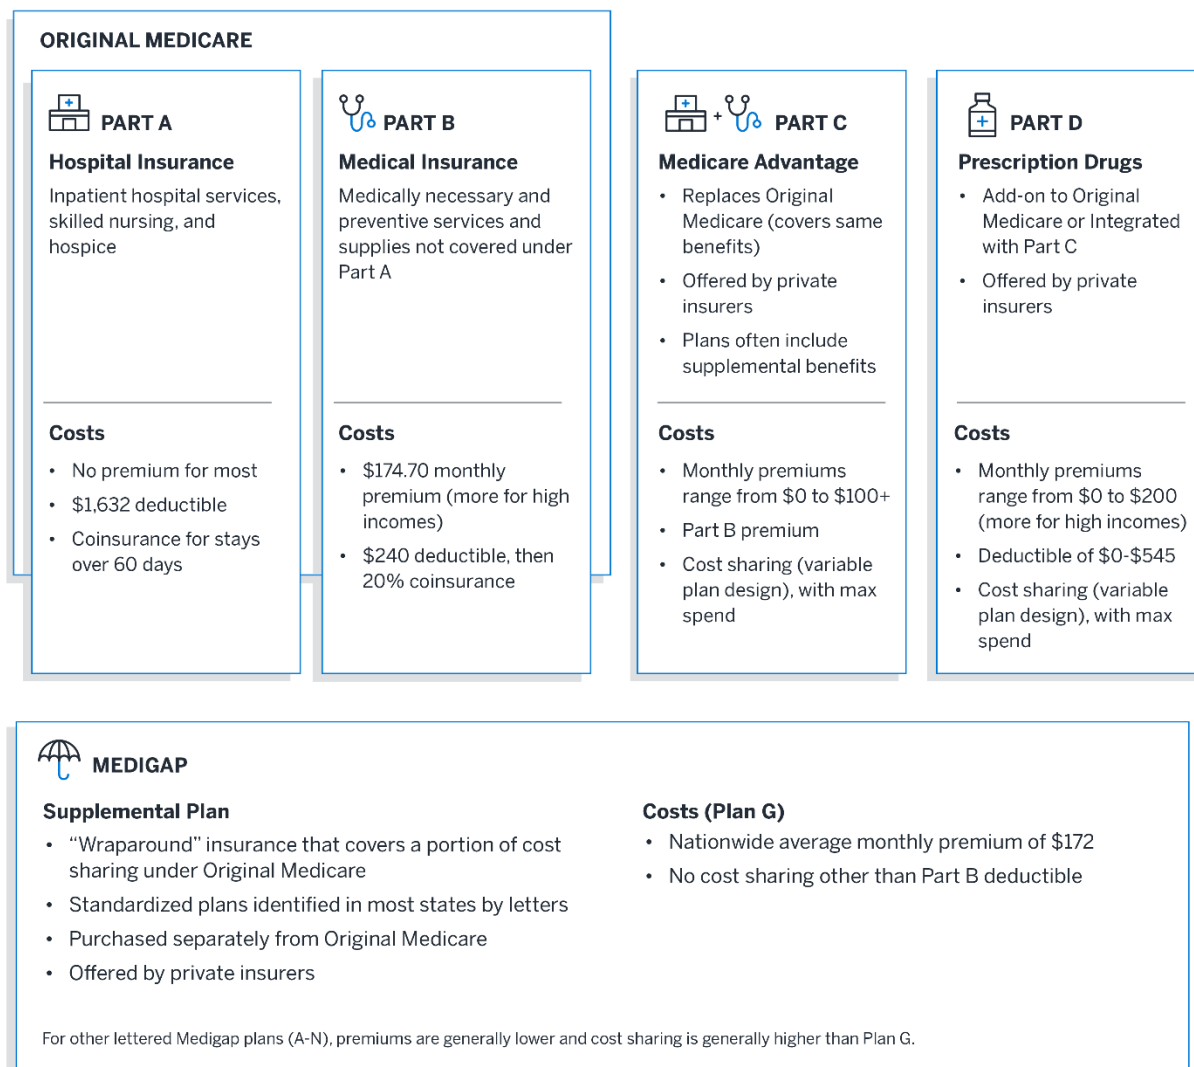 ORIGINAL MEDICARE
PART A
Hospital Insurance
Inpatient hospital services,
skilled nursing, and
hospice
Costs
• No premium for most
• $1,632 deductible
• Coinsurance for stays
over 60 days
PART B
Medical Insurance
Medically necessary and
preventive services and
supplies not covered under
Part A
Costs
• $174.70 monthly
premium (more for high
incomes)
• $240 deductible, then
20% coinsurance
+ PART C
Medicare Advantage
• Replaces Original
Medicare (covers same
benefits)
• Offered by private
insurers
• Plans often include
supplemental benefits
Costs
• Monthly premiums
range from $0 to $100+
• Part B premium
• Cost sharing (variable
plan design), with max
spend
PART D
Prescription Drugs
• Add-on to Original
Medicare or Integrated
with Part C
• Offered by private
insurers
Costs
• Monthly premiums
range from $0 to $200
(more for high incomes)
• Deductible of $0-$545
• Cost sharing (variable
plan design), with max
spend
MEDIGAP
Supplemental Plan
• “Wraparound” insurance that covers a portion of cost
sharing under Original Medicare
• Standardized plans identified in most states by letters
• Purchased separately from Original Medicare
• Offered by private insurers
Costs (Plan G)
• Nationwide average monthly premium of $172
• No cost sharing other than Part B deductible
For other lettered Medigap plans (A-N), premiums are generally lower and cost sharing is generally higher than Plan G.